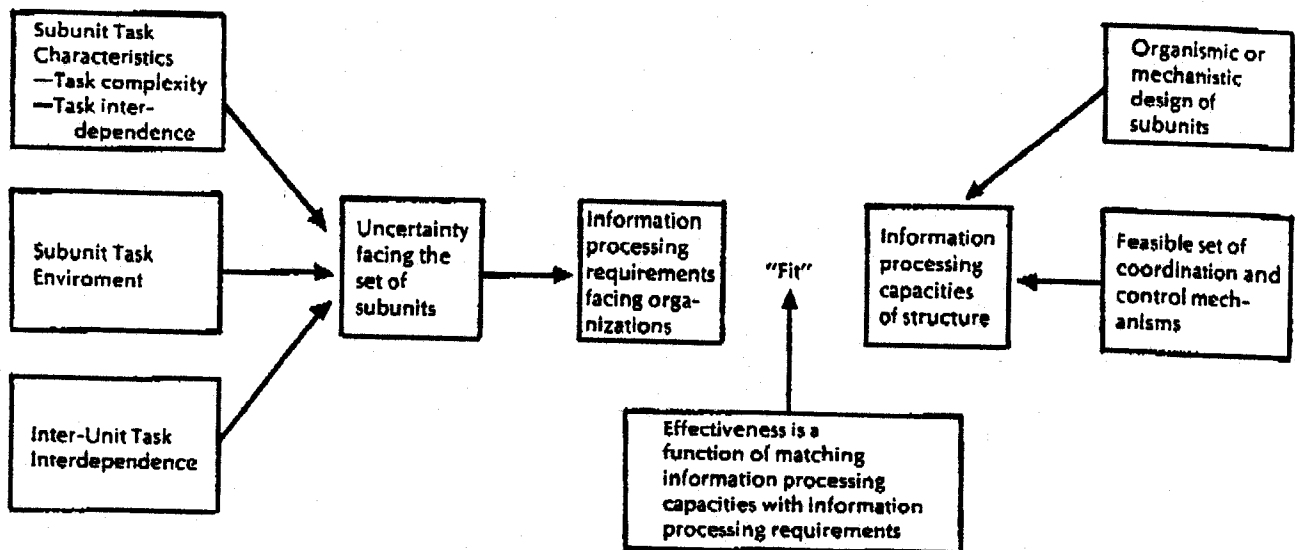 Subunit Task
Characteristics
—Task complexity
—Task inter-
dependence
Subunit Task
Enviroment
Inter-Unit Task
Interdependence
Uncertainty
facing the
set of
subunits
Information
processing
requirements
facing orga-
nizations
"Fit"
Effectiveness is a
function of matching
information processing
capacities with information
processing requirements
Information
processing
capacities
of structure
Organismic or
mechanistic
design of
subunits
Feasible set of
coordination and
control mech-
anisms